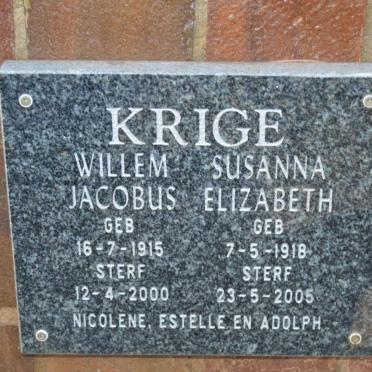 KRIGE
WILLEM SUSANNA
JACOBUS ELIZABETH
GEB GEB
16-7-1915 7-5-1918
STERF STERF
12-4-2000 23-5-2005
NICOLENE, ESTELLE EN ADOLPH